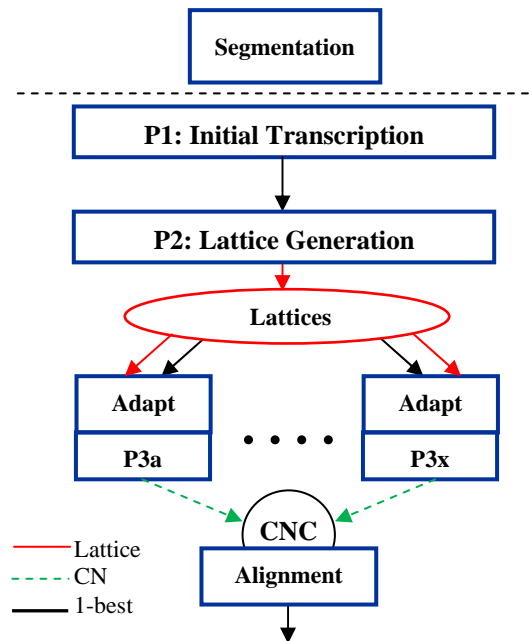 Segmentation
P1: Initial Transcription
P2: Lattice Generation
Lattices
Adapt
Adapt
P3a
P3x
CNC
Alignment
Lattice
CN
1-best